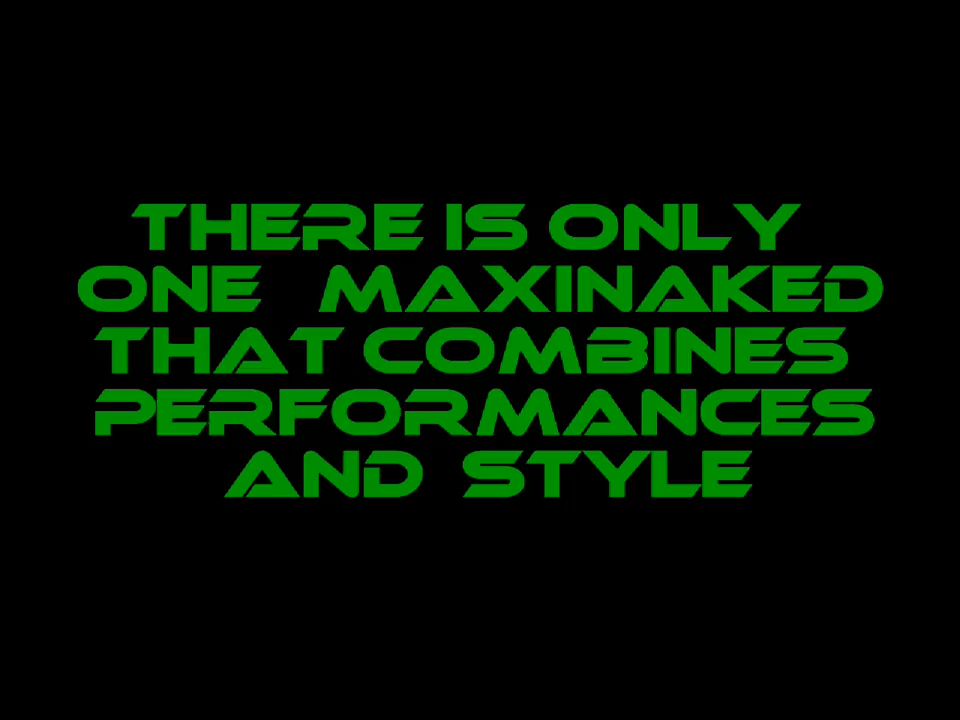 THERE IS ONLY
ONE MAXINAKED
THAT COMBINES
PERFORMANCES
AND STYLE